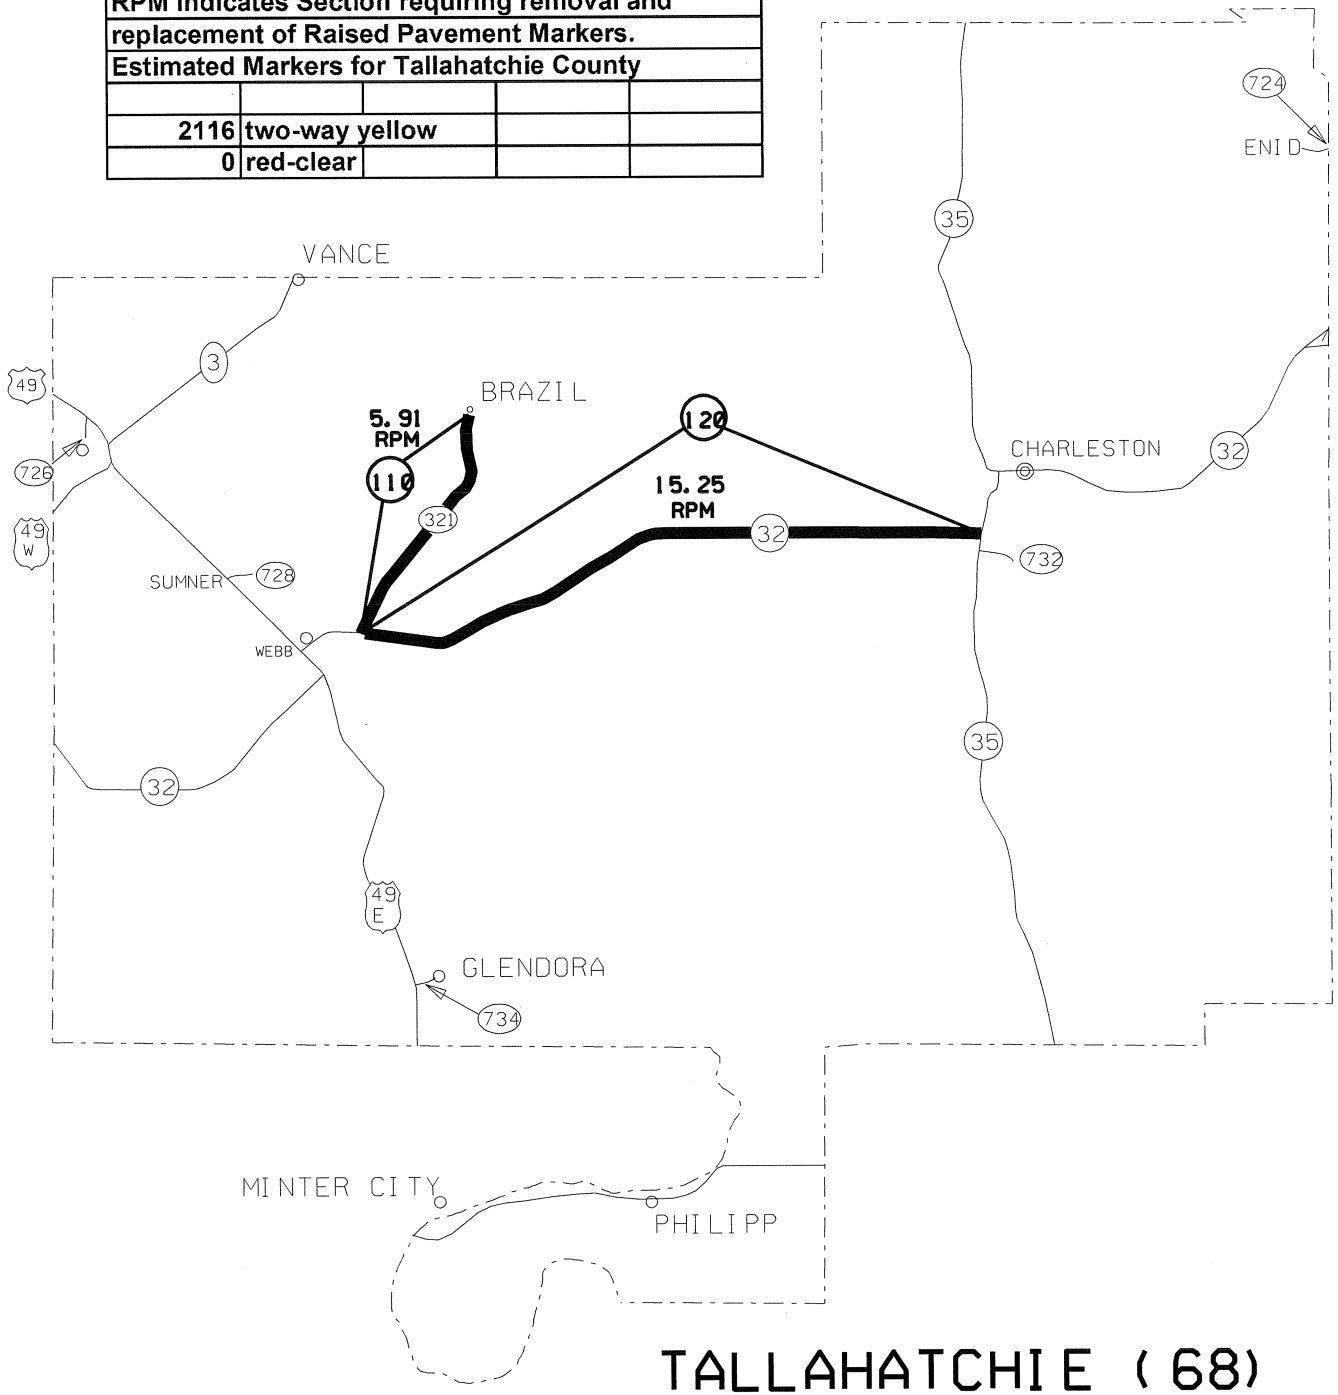 RPM indicates Section requiring removal and
replacement of Raised Pavement Markers.
Estimated Markers for Tallahatchie County
2116 two-way yellow
0 red-clear
724
ENID
35
VANCE
3
49
BRAZIL
5.91
RPM
120
CHARLESTON
32
726
110
15.25
RPM
321
49
W
32
732
SUMNER
728
WEBB
35
32
49
E
GLENDORA
734
MINTER CITY
PHILIPP
TALLAHATCHIE (68)